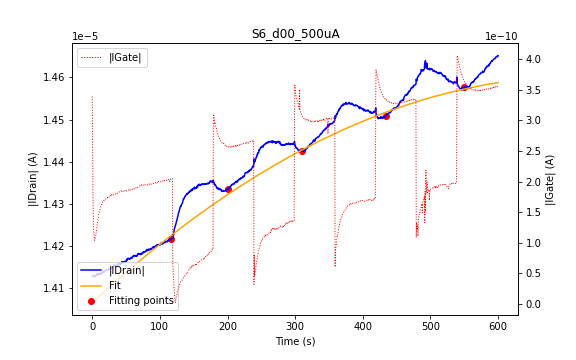 S6_d00_500uA
1e−5
1e−10
|IGate|
1.46
1.45
1.44
1.43
1.42
1.41
|IDrain| (A)
4.0
3.5
3.0
2.5
2.0
1.5
1.0
0.5
0.0
|IGate| (A)
|IDrain|
Fit
Fitting points
0
100
200
300
400
500
600
Time (s)